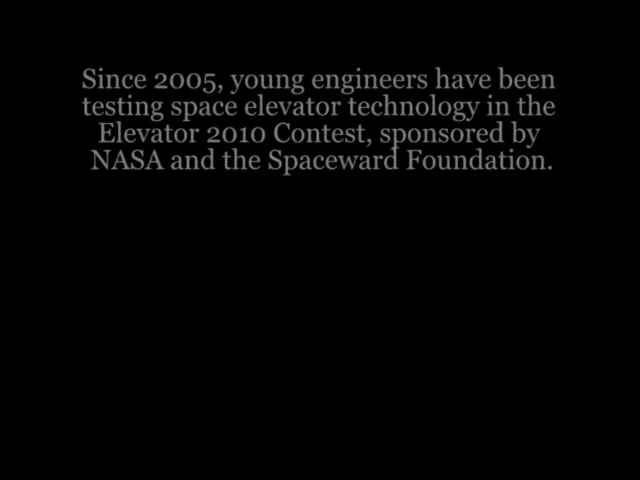 Since 2005, young engineers have been
testing space elevator technology in the
Elevator 2010 Contest, sponsored by
NASA and the Spaceward Foundation.